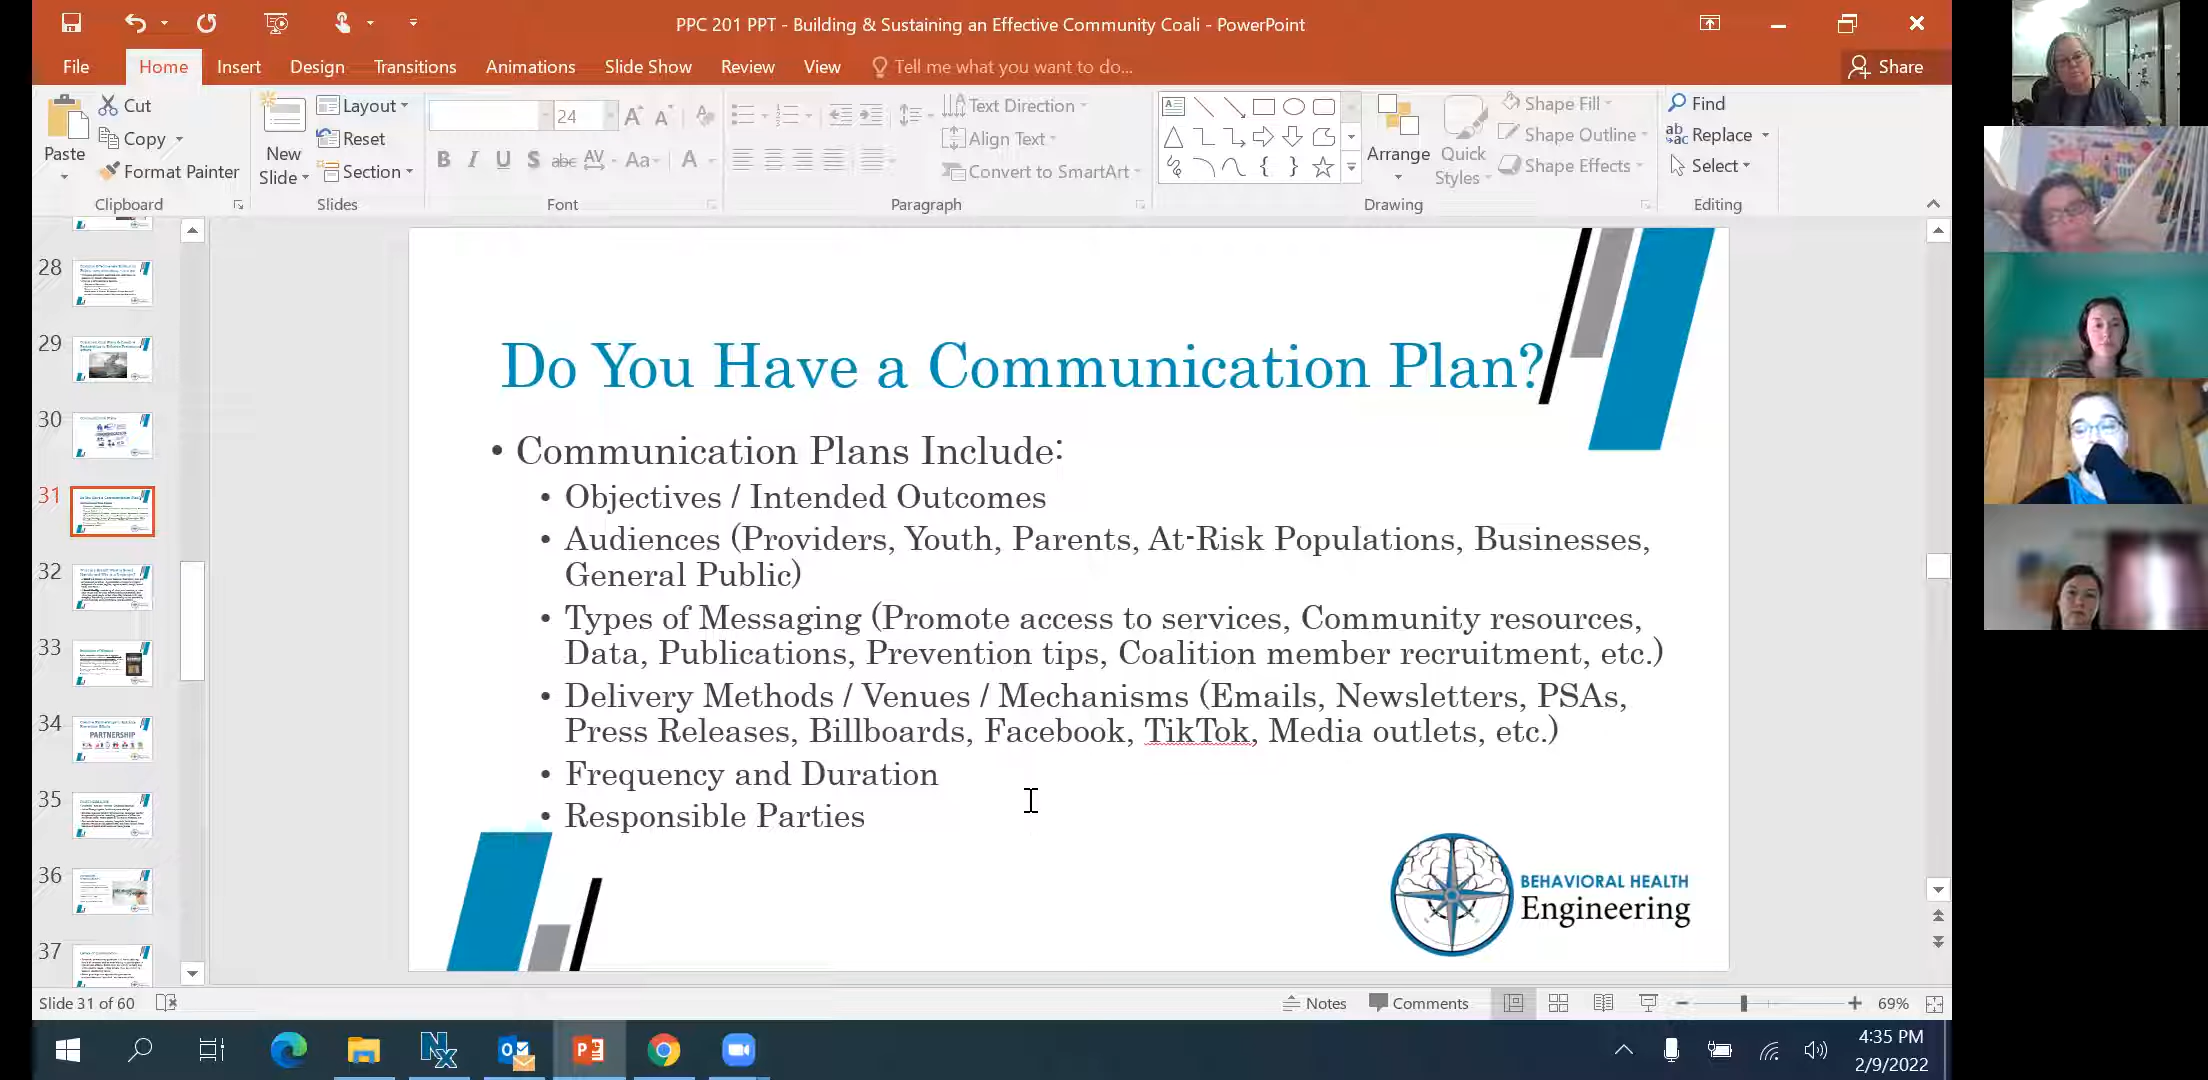 PPC 201 PPT - Building & Sustaining an Effective Community Coali - PowerPoint
File Home Insert Design Transitions Animations Slide Show Review View Tell me what you want to do... Share
Paste
Cut
Copy
Format Painter
Clipboard
New
Slide
Layout
Reset
Section
Slides
24
B I U S abc AV Aa A
Font
Text Direction
Align Text
Convert to SmartArt
Paragraph
Arrange
Quick
Styles
Shape Fill
Shape Outline
Shape Effects
Drawing
Find
Replace
Select
Editing
28
29
30
31
32
33
34
PARTNERSHIP
35
36
37
Do You Have a Communication Plan?
• Communication Plans Include:
• Objectives / Intended Outcomes
• Audiences (Providers, Youth, Parents, At-Risk Populations, Businesses,
General Public)
• Types of Messaging (Promote access to services, Community resources,
Data, Publications, Prevention tips, Coalition member recruitment, etc.)
• Delivery Methods / Venues / Mechanisms (Emails, Newsletters, PSAs,
Press Releases, Billboards, Facebook, TikTok, Media outlets, etc.)
• Frequency and Duration
• Responsible Parties
BEHAVIORAL HEALTH
Engineering
Slide 31 of 60
Notes Comments 69%
4:35 PM
2/9/2022